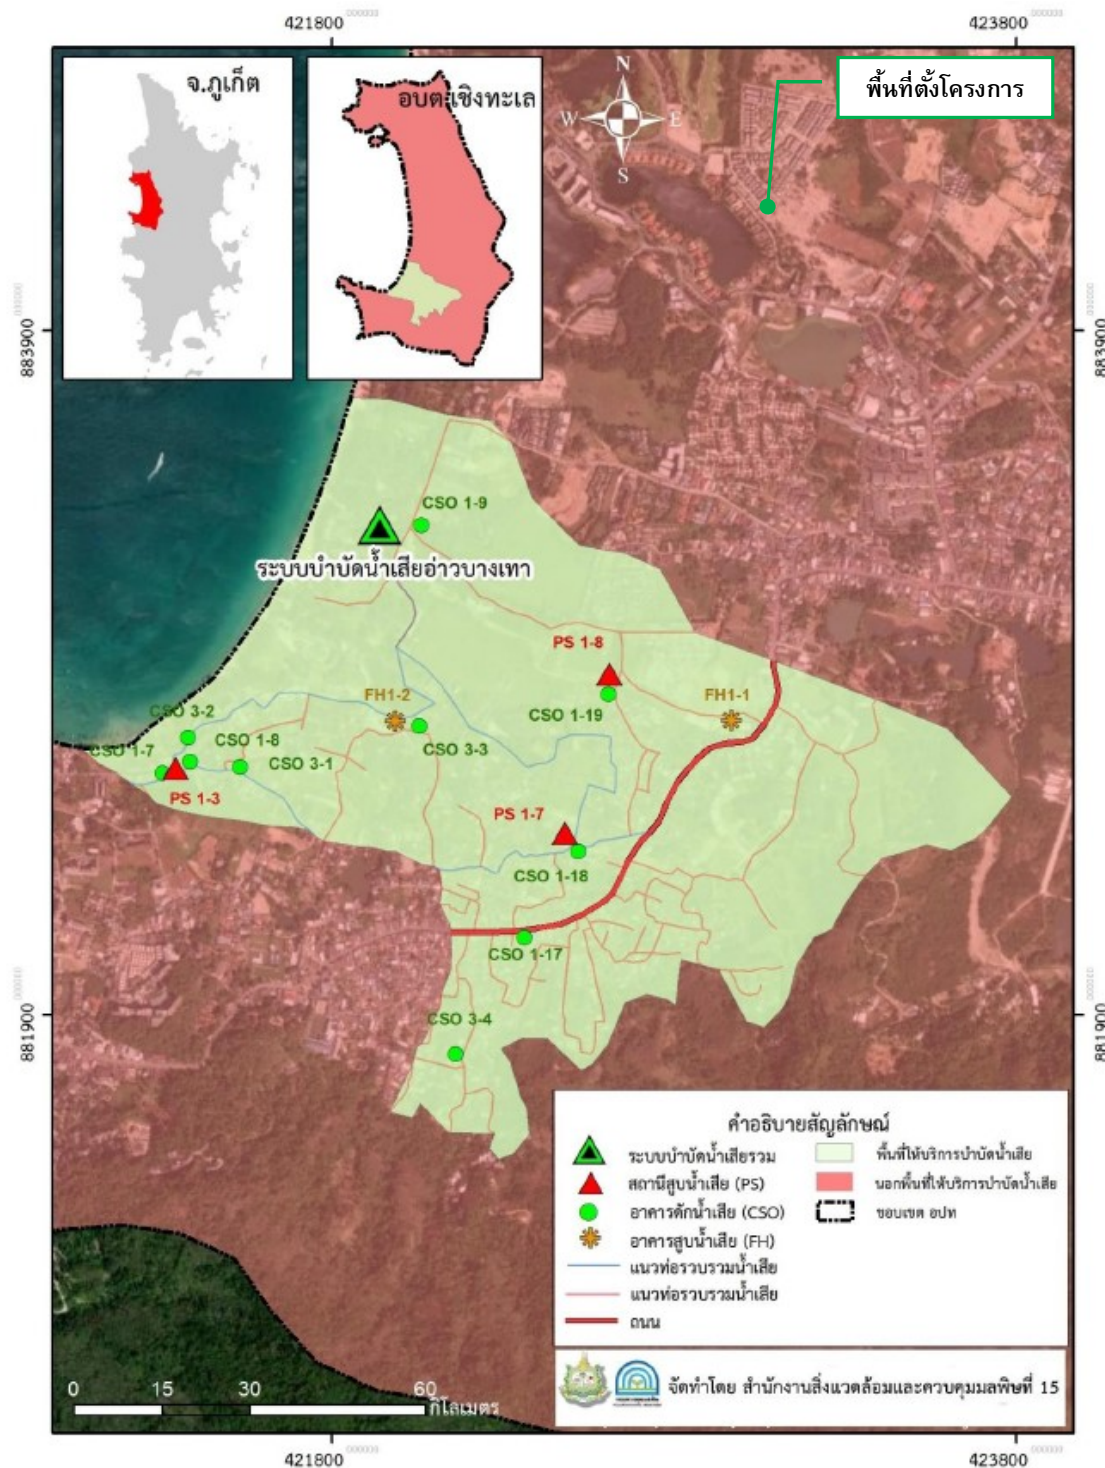 421800
423800
จ.ภูเก็ต
อบต.เชิงทะเล
N
W E
S
พื้นที่ตั้งโครงการ
883900
883900
CSO 1-9
ระบบบำบัดน้ำเสียอ่าวบางเทา
PS 1-8
FH1-2
FH1-1
CSO 1-19
CSO 3-2
CSO 1-8
CSO 3-3
CSO 1-7
CSO 3-1
PS 1-3
PS 1-7
CSO 1-18
CSO 1-17
CSO 3-4
881900
881900
คำอธิบายสัญลักษณ์
ระบบบำบัดน้ำเสียรวม
สถานีสูบน้ำเสีย (PS)
อาคารดักน้ำเสีย (CSO)
อาคารสูบน้ำเสีย (FH)
แนวท่อรวบรวมน้ำเสีย
แนวท่อรวบรวมน้ำเสีย
ถนน
พื้นที่ให้บริการบำบัดน้ำเสีย
นอกพื้นที่ให้บริการบำบัดน้ำเสีย
ขอบเขต อปท
จัดทำโดย สำนักงานสิ่งแวดล้อมและควบคุมมลพิษที่ 15
0 15 30 60
กิโลเมตร
421800
423800